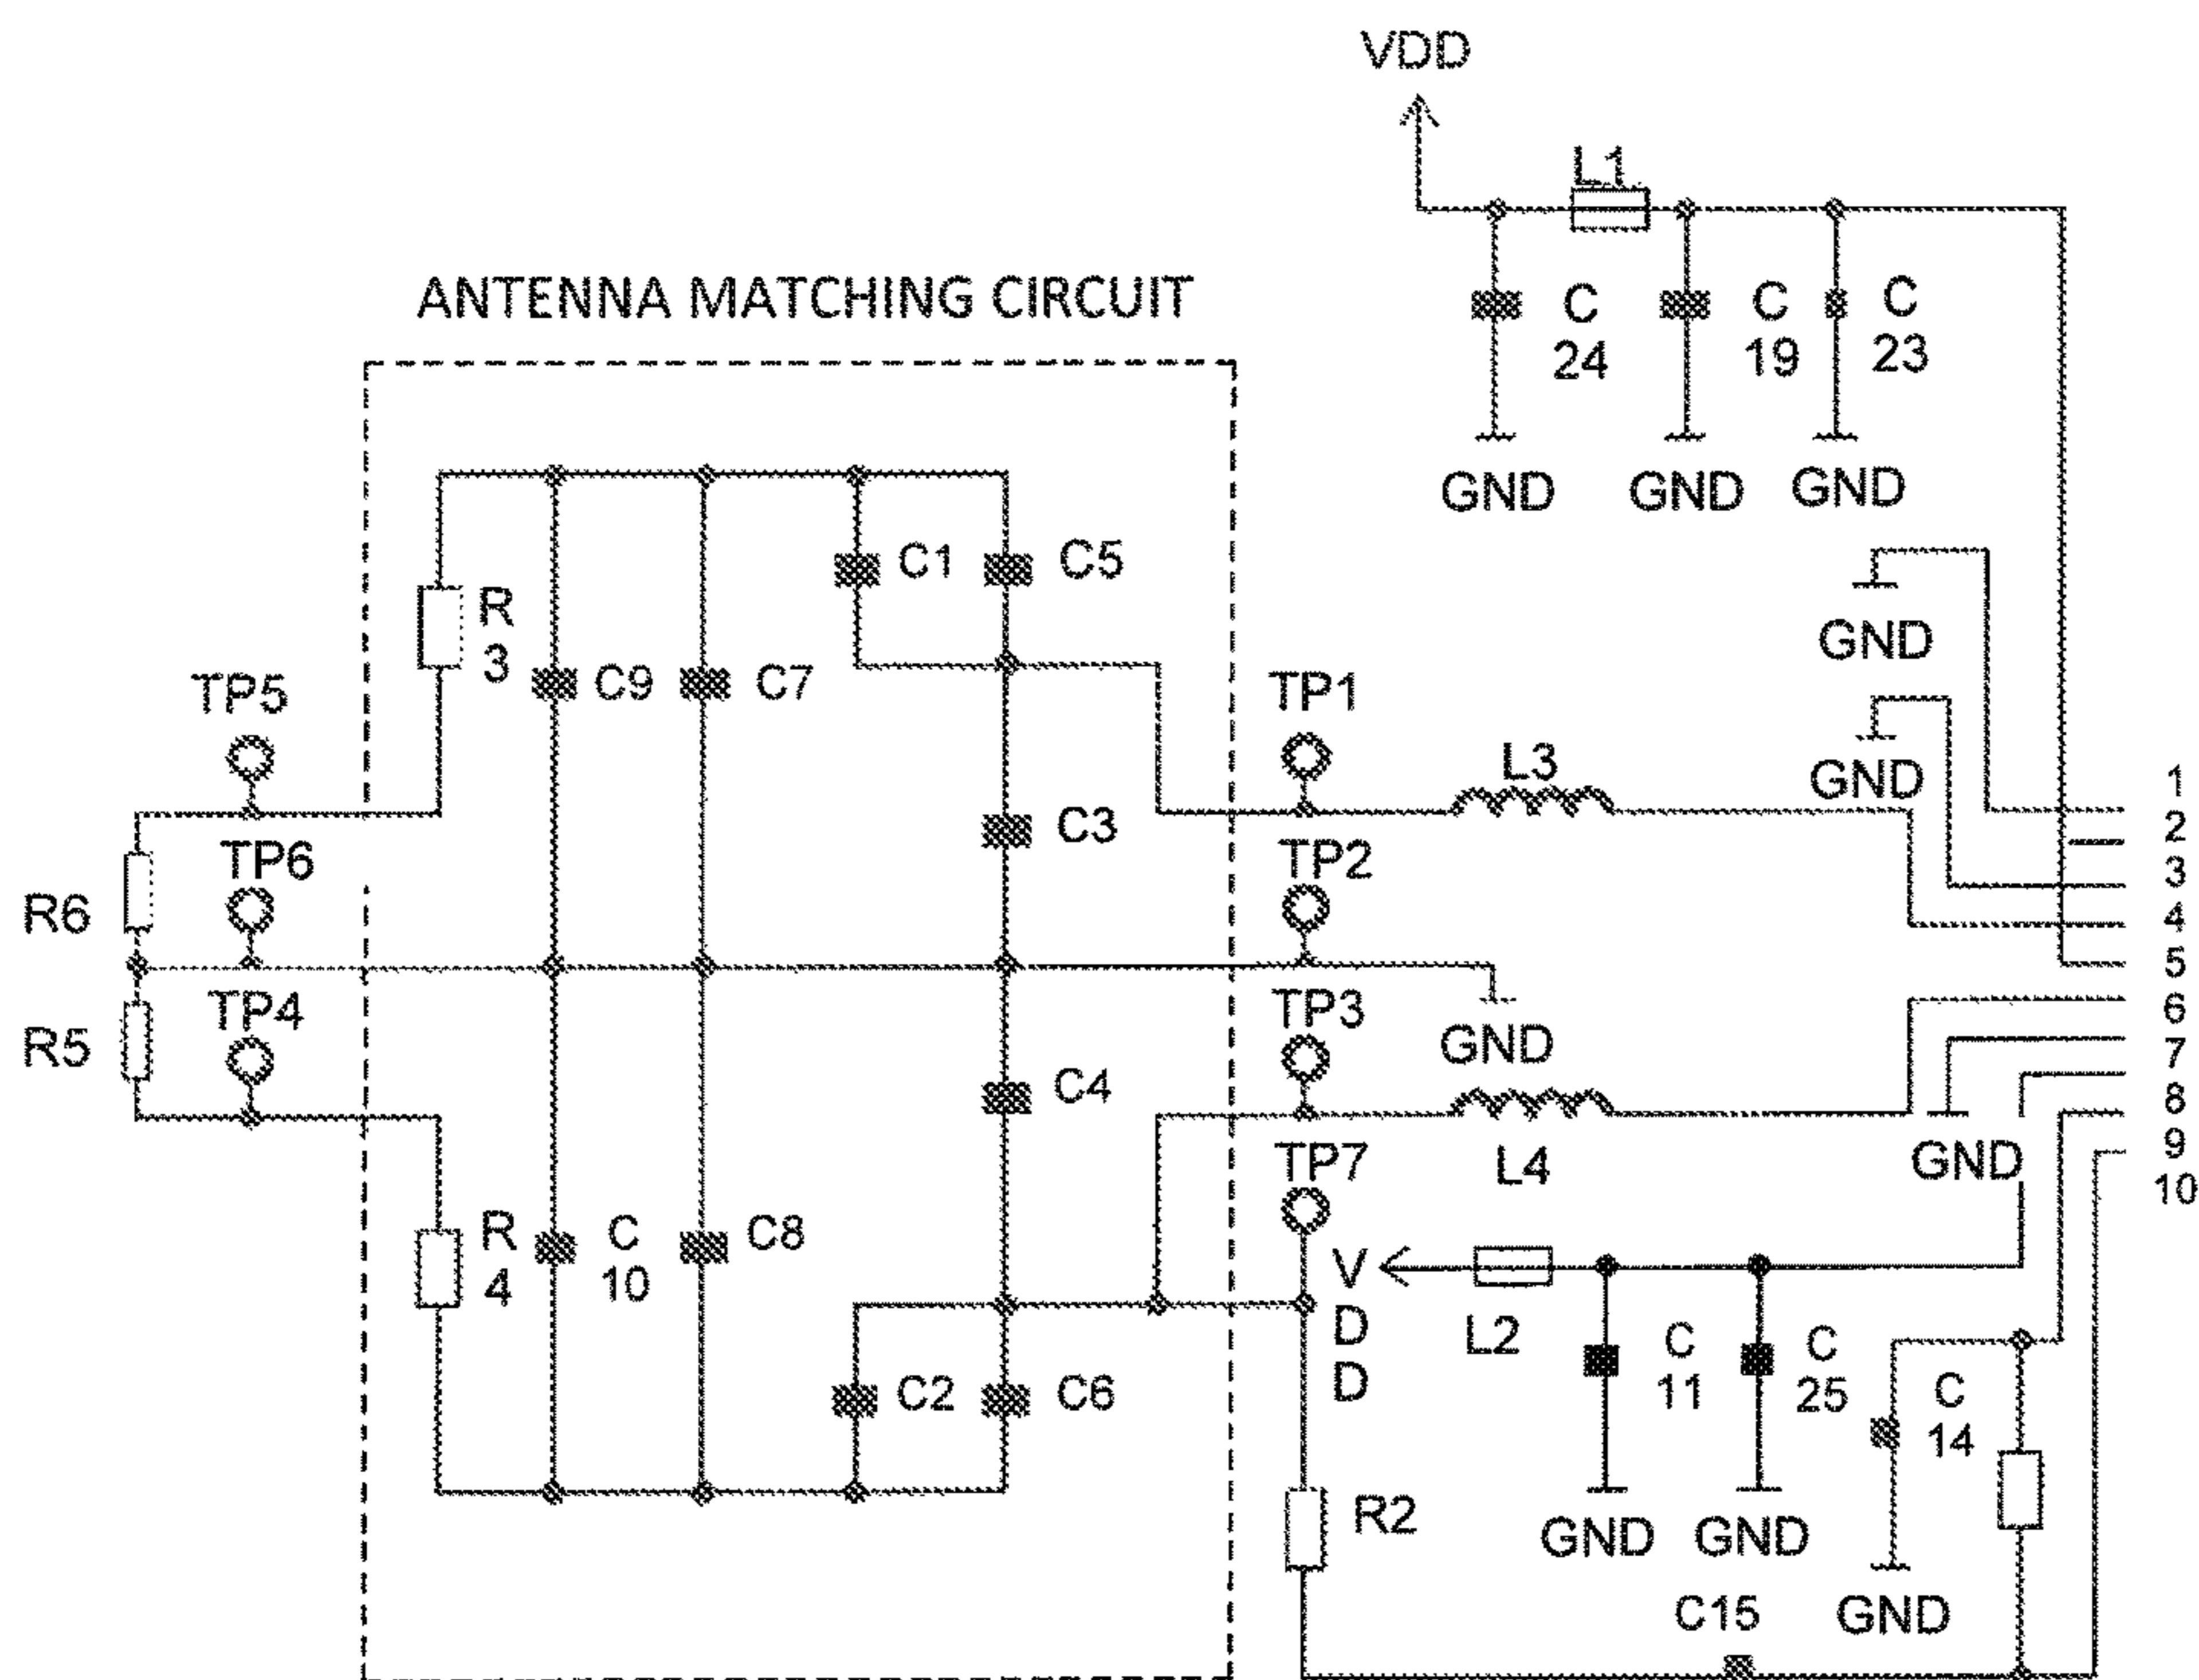 VDD
L1
C
24
C
19
C
23
GND
GND
GND
ANTENNA MATCHING CIRCUIT
C1
C5
R
3
C9
C7
GND
TP5
TP1
L3
GND
C3
TP6
TP2
R6
1
2
3
4
5
6
7
8
9
10
TP4
TP3
GND
R5
C4
TP7
L4
GND
R
4
C
10
C8
V
D
D
L2
C
11
C
25
C2
C6
C
14
R2
GND
GND
C15
GND